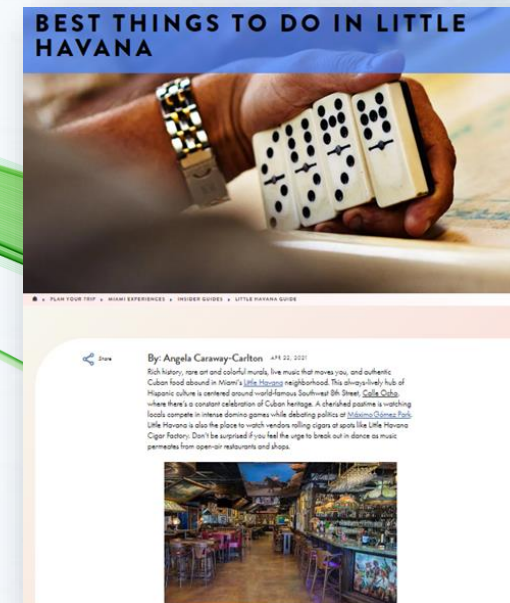 BEST THINGS TO DO IN LITTLE
HAVANA
PLAN YOUR TRIP › MIAMI EXPERIENCES › INSIDER GUIDES › LITTLE HAVANA GUIDE
Share
By: Angela Caraway-Carlton APR 22, 2021
Rich history, rare art and colorful murals, live music that moves you, and authentic
Cuban food abound in Miami's Little Havana neighborhood. This always-lively hub of
Hispanic culture is centered around world-famous Southwest 8th Street, Calle Ocho,
where there's a constant celebration of Cuban heritage. A cherished pastime is watching
locals compete in intense domino games while debating politics at Máximo Gómez Park.
Little Havana is also the place to watch vendors rolling cigars at spots like Little Havana
Cigar Factory. Don't be surprised if you feel the urge to break out in dance as music
permeates from open-air restaurants and shops.